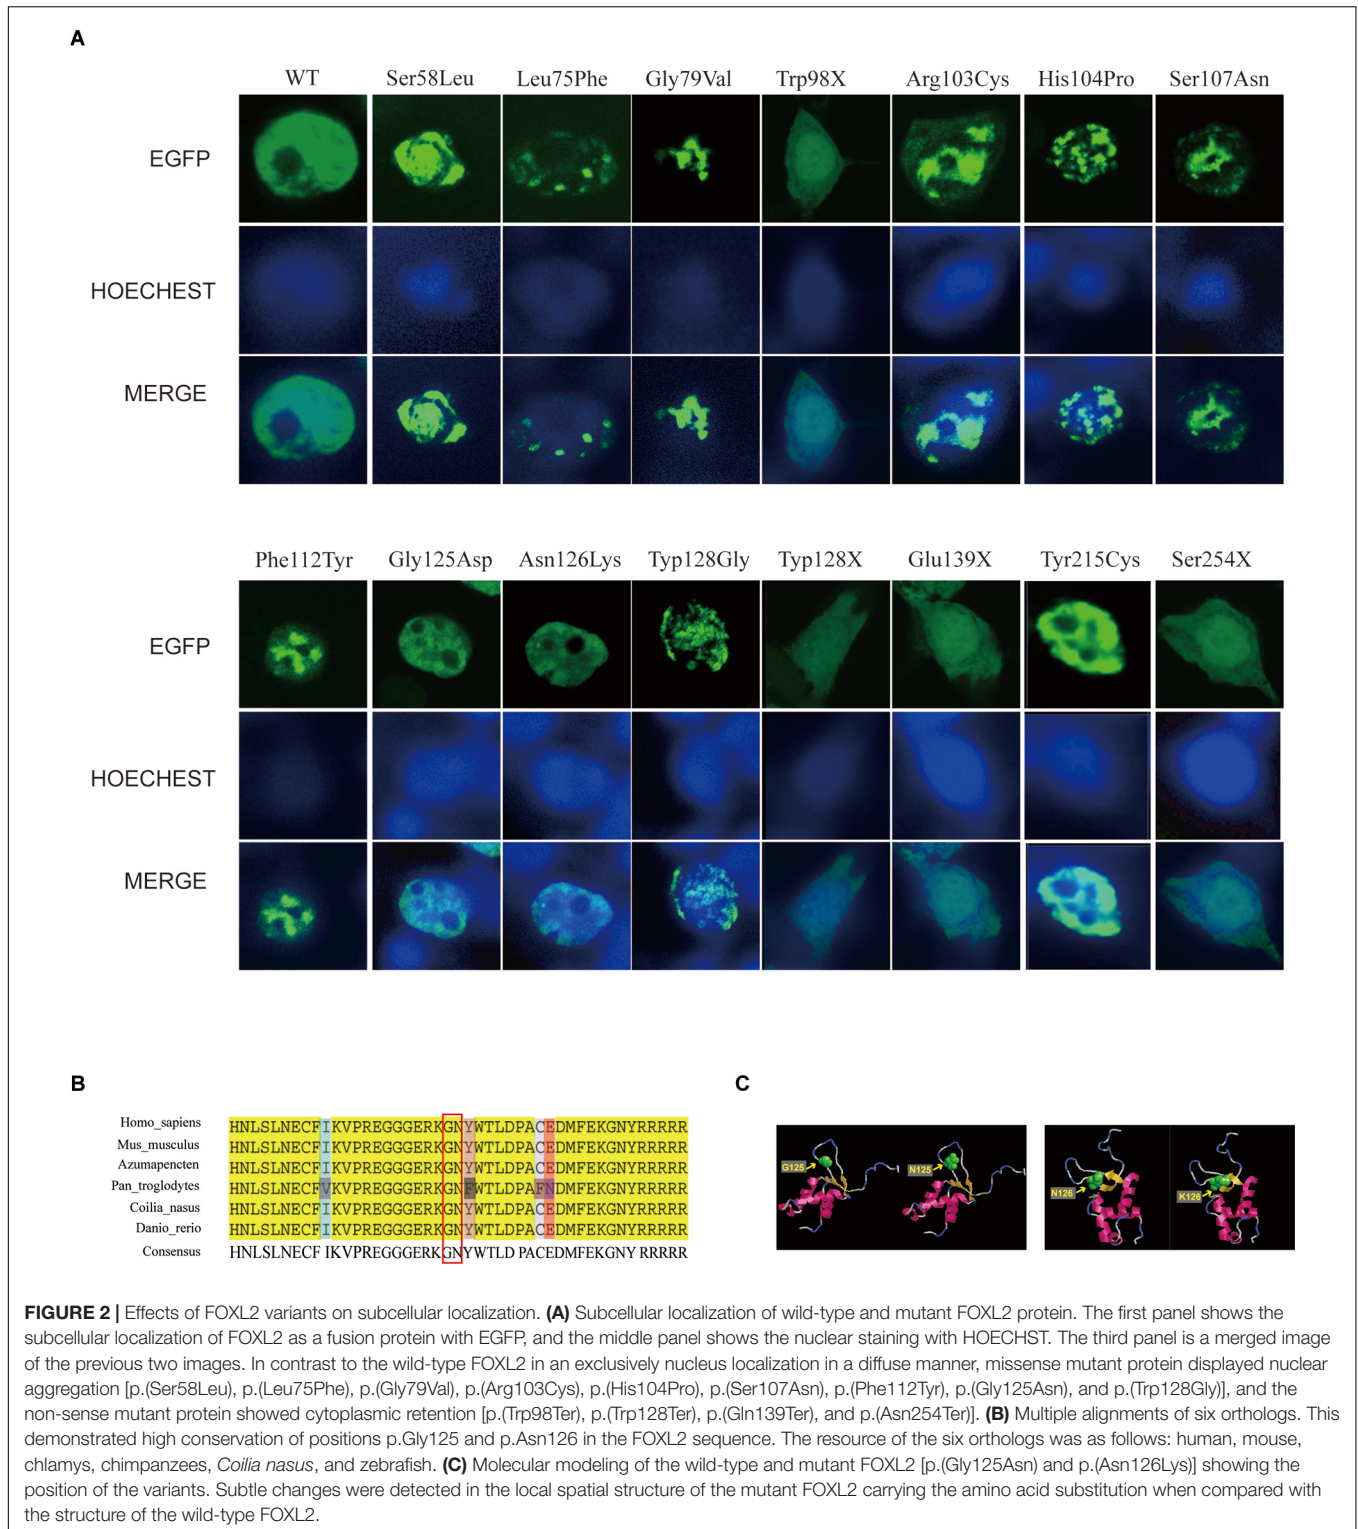 A
WT Ser58Leu Leu75Phe Gly79Val Trp98X Arg103Cys His104Pro Ser107Asn
EGFP
HOECHEST
MERGE
Phe112Tyr Gly125Asp Asn126Lys Typ128Gly Typ128X Glu139X Tyr215Cys Ser254X
EGFP
HOECHEST
MERGE
B
Homo_sapiens HNLSLNECFIKVPREGGGERKGNYWTLDPACEDMFEKGNYRRRRR
Mus_musculus HNLSLNECFIKVPREGGGERKGNYWTLDPACEDMFEKGNYRRRRR
Azumapencten HNLSLNECFIKVPREGGGERKGNYWTLDPACEDMFEKGNYRRRRR
Pan_troglodytes HNLSLNECFVKVPREGGGERKGNFWTLDPAFNDMFEKGNYRRRRR
Coilia_nasus HNLSLNECFIKVPREGGGERKGNYWTLDPACEDMFEKGNYRRRRR
Danio_rerio HNLSLNECFIKVPREGGGERKGNYWTLDPACEDMFEKGNYRRRRR
Consensus HNLSLNECF IKVPREGGGERKGNYWTLD PACEDMFEKGNY RRRRR
C
G125 N125 N126 K126
FIGURE 2 | Effects of FOXL2 variants on subcellular localization. (A) Subcellular localization of wild-type and mutant FOXL2 protein. The first panel shows the
subcellular localization of FOXL2 as a fusion protein with EGFP, and the middle panel shows the nuclear staining with HOECHST. The third panel is a merged image
of the previous two images. In contrast to the wild-type FOXL2 in an exclusively nucleus localization in a diffuse manner, missense mutant protein displayed nuclear
aggregation [p.(Ser58Leu), p.(Leu75Phe), p.(Gly79Val), p.(Arg103Cys), p.(His104Pro), p.(Ser107Asn), p.(Phe112Tyr), p.(Gly125Asn), and p.(Trp128Gly)], and the
non-sense mutant protein showed cytoplasmic retention [p.(Trp98Ter), p.(Trp128Ter), p.(Gln139Ter), and p.(Asn254Ter)]. (B) Multiple alignments of six orthologs. This
demonstrated high conservation of positions p.Gly125 and p.Asn126 in the FOXL2 sequence. The resource of the six orthologs was as follows: human, mouse,
chlamys, chimpanzees, Coilia nasus, and zebrafish. (C) Molecular modeling of the wild-type and mutant FOXL2 [p.(Gly125Asn) and p.(Asn126Lys)] showing the
position of the variants. Subtle changes were detected in the local spatial structure of the mutant FOXL2 carrying the amino acid substitution when compared with
the structure of the wild-type FOXL2.